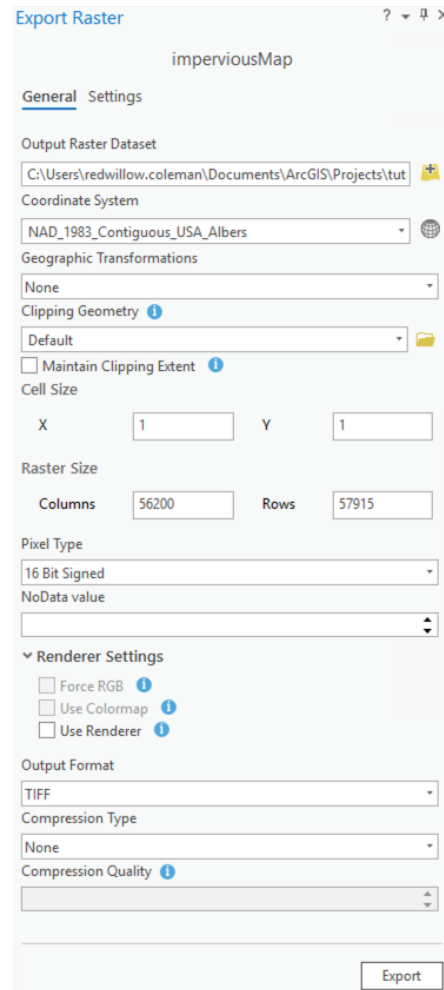 Export Raster
?
imperviousMap
General Settings
Output Raster Dataset
C:\Users\redwillow.coleman\Documents\ArcGIS\Projects\tut
Coordinate System
NAD_1983_Contiguous_USA_Albers
Geographic Transformations
None
Clipping Geometry
Default
Maintain Clipping Extent
Cell Size
X 1 Y 1
Raster Size
Columns 56200 Rows 57915
Pixel Type
16 Bit Signed
NoData value
Renderer Settings
Force RGB
Use Colormap
Use Renderer
Output Format
TIFF
Compression Type
None
Compression Quality
Export